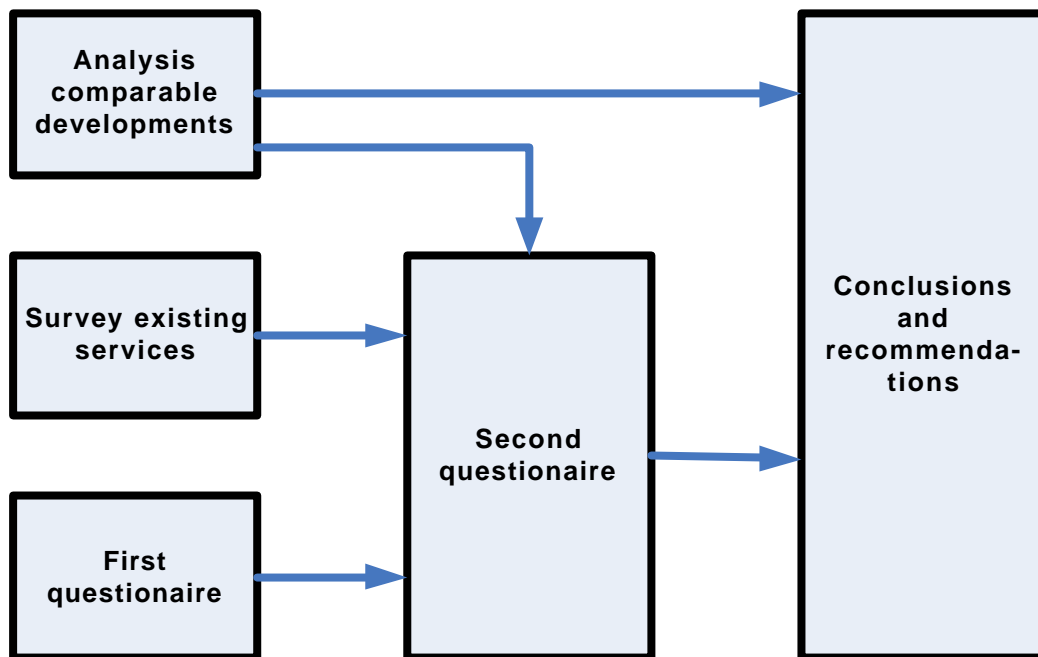 Analysis
comparable
developments
Survey existing
services
First
questionaire
Second
questionaire
Conclusions
and
recommenda-
tions